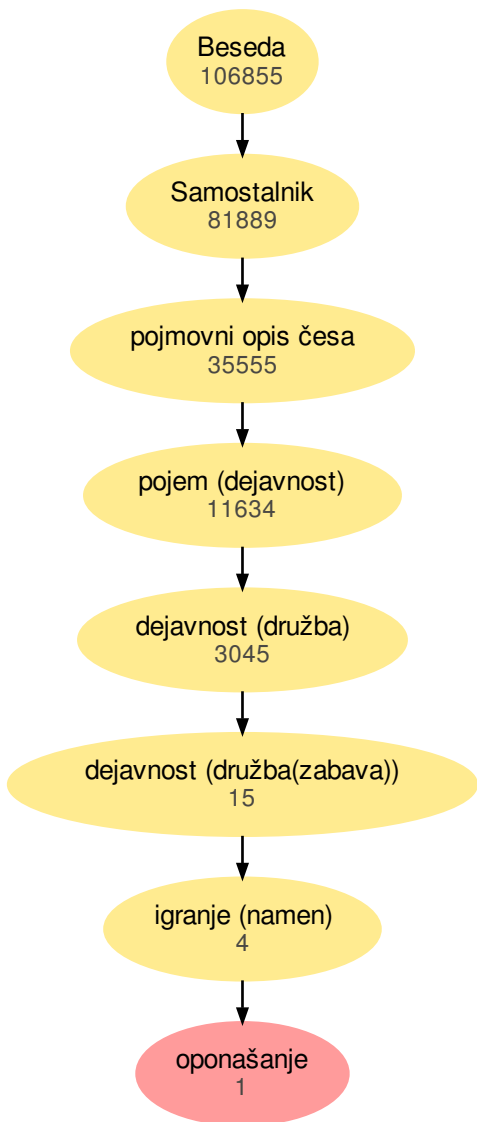 Beseda
106855
Samostalnik
81889
pojmovni opis česa
35555
pojem (dejavnost)
11634
dejavnost (družba)
3045
dejavnost (družba(zabava))
15
igranje (namen)
4
oponašanje
1